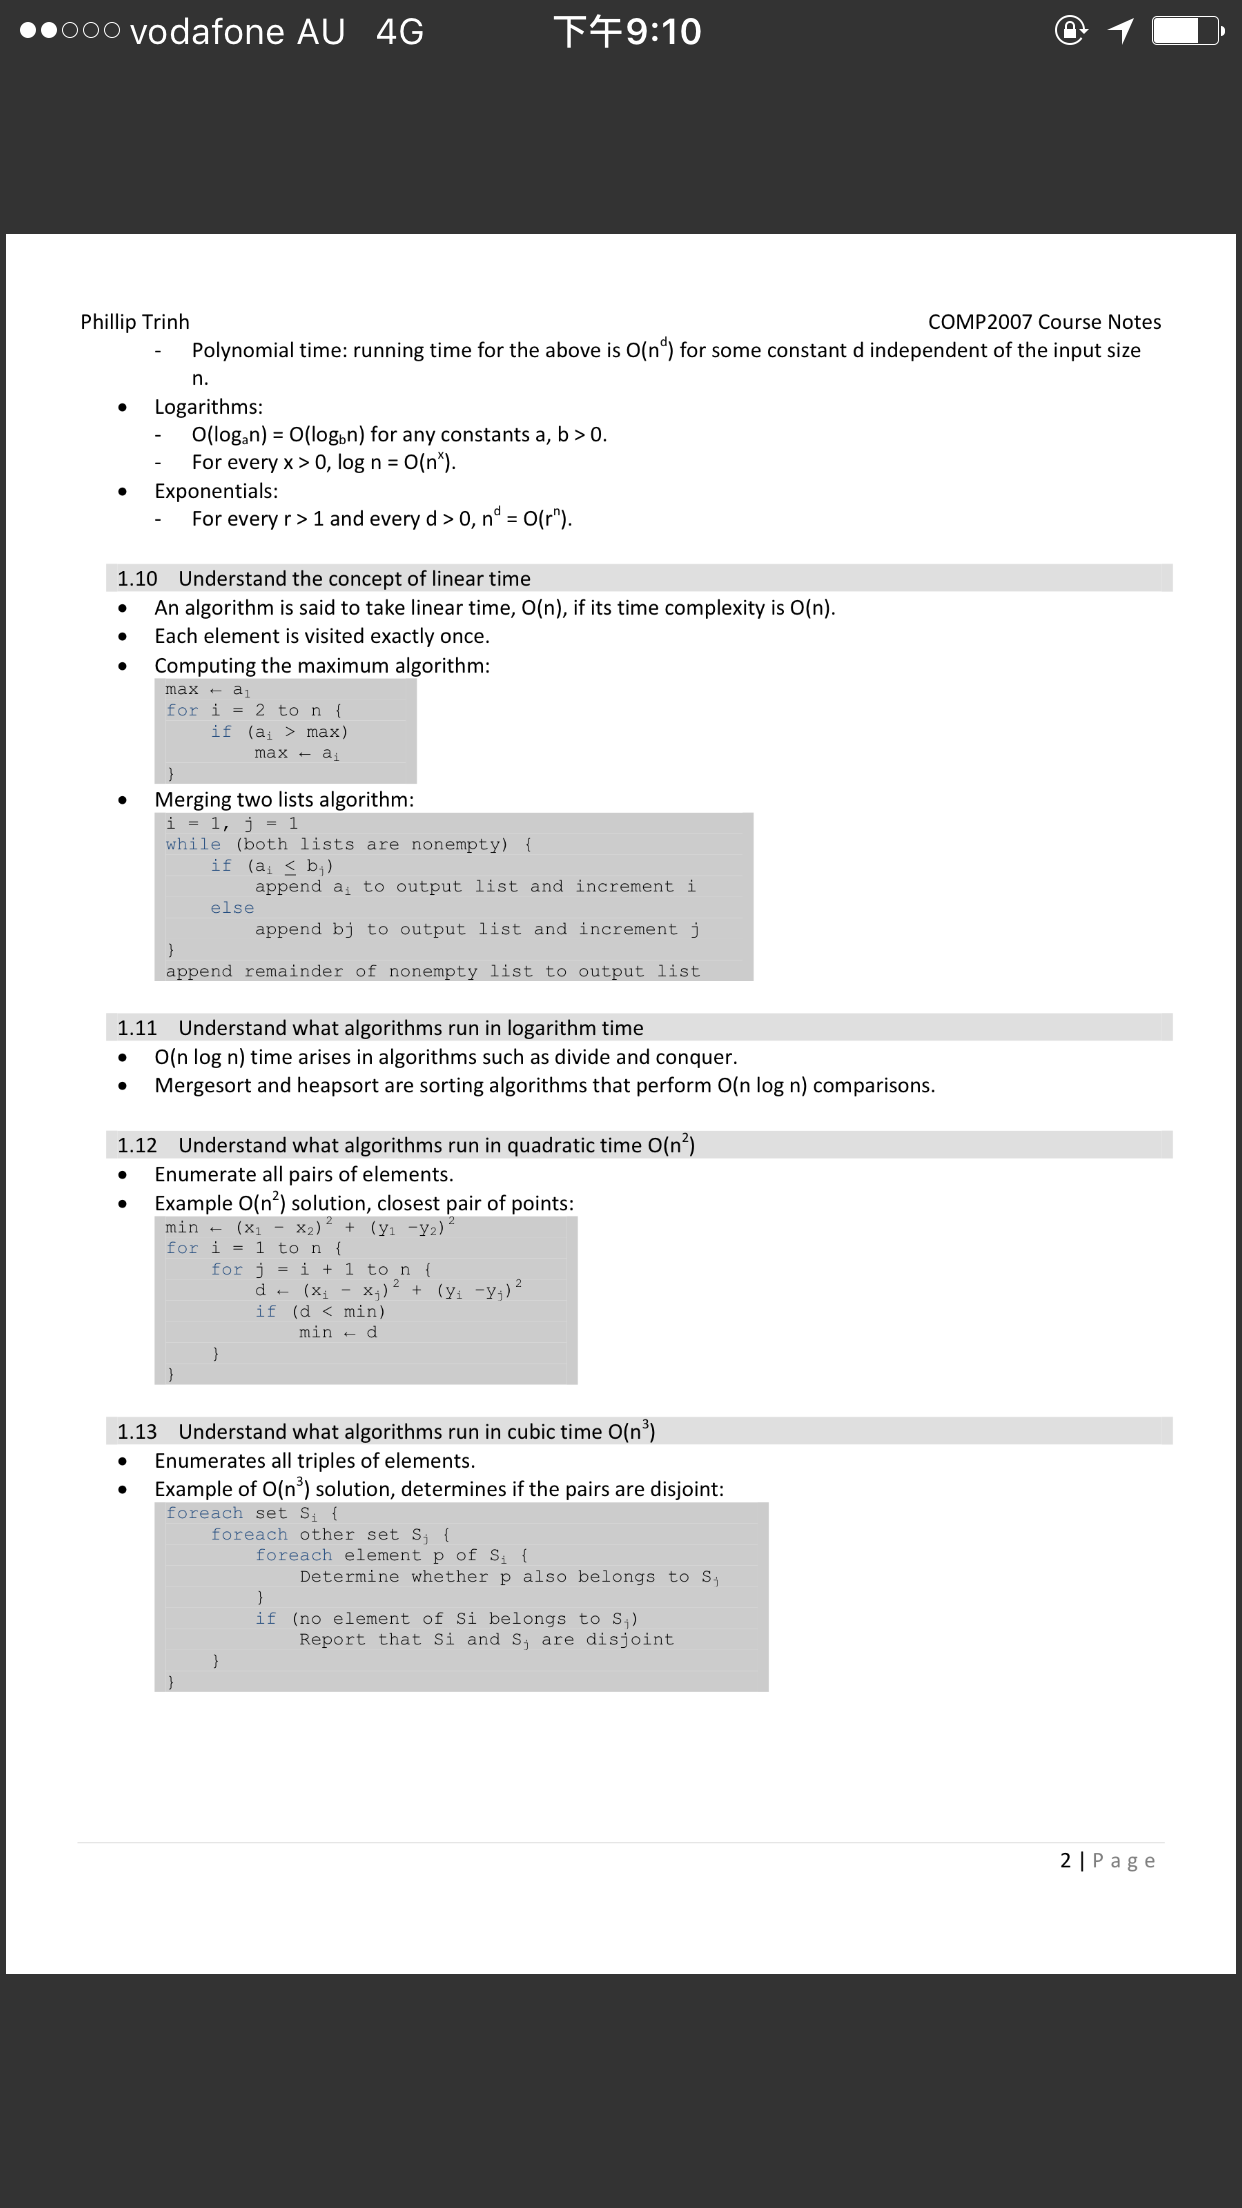 vodafone AU 4G 下午9:10
Phillip Trinh COMP2007 Course Notes
- Polynomial time: running time for the above is O(nᵈ) for some constant d independent of the input size
n.
• Logarithms:
- O(logₐn) = O(log_bn) for any constants a, b > 0.
- For every x > 0, log n = O(nˣ).
• Exponentials:
- For every r > 1 and every d > 0, nᵈ = O(rⁿ).
1.10 Understand the concept of linear time
• An algorithm is said to take linear time, O(n), if its time complexity is O(n).
• Each element is visited exactly once.
• Computing the maximum algorithm:
max ← a₁
for i = 2 to n {
if (aᵢ > max)
max ← aᵢ
}
• Merging two lists algorithm:
i = 1, j = 1
while (both lists are nonempty) {
if (aᵢ ≤ bⱼ)
append aᵢ to output list and increment i
else
append bj to output list and increment j
}
append remainder of nonempty list to output list
1.11 Understand what algorithms run in logarithm time
• O(n log n) time arises in algorithms such as divide and conquer.
• Mergesort and heapsort are sorting algorithms that perform O(n log n) comparisons.
1.12 Understand what algorithms run in quadratic time O(n²)
• Enumerate all pairs of elements.
• Example O(n²) solution, closest pair of points:
min ← (x₁ - x₂)² + (y₁ -y₂)²
for i = 1 to n {
for j = i + 1 to n {
d ← (xᵢ - xⱼ)² + (yᵢ -yⱼ)²
if (d < min)
min ← d
}
}
1.13 Understand what algorithms run in cubic time O(n³)
• Enumerates all triples of elements.
• Example of O(n³) solution, determines if the pairs are disjoint:
foreach set Sᵢ {
foreach other set Sⱼ {
foreach element p of Sᵢ {
Determine whether p also belongs to Sⱼ
}
if (no element of Si belongs to Sⱼ)
Report that Si and Sⱼ are disjoint
}
}
2 | Page